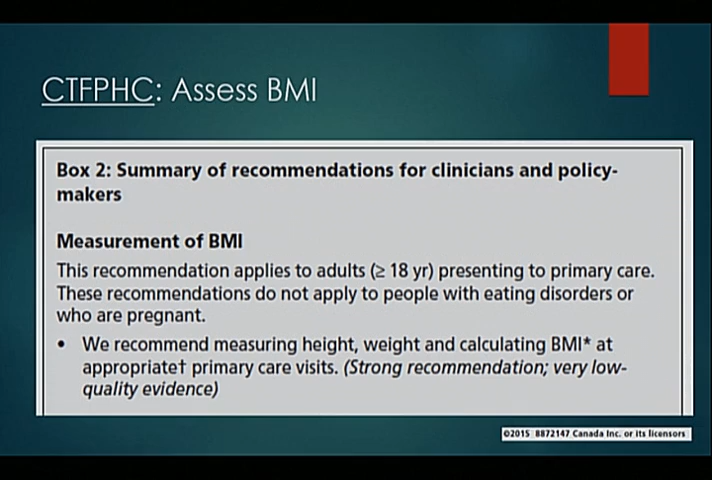 CTFPHC: Assess BMI
Box 2: Summary of recommendations for clinicians and policy-
makers
Measurement of BMI
This recommendation applies to adults (≥ 18 yr) presenting to primary care.
These recommendations do not apply to people with eating disorders or
who are pregnant.
• We recommend measuring height, weight and calculating BMI* at
appropriate† primary care visits. (Strong recommendation; very low-
quality evidence)
©2015 8872147 Canada Inc. or its licensors